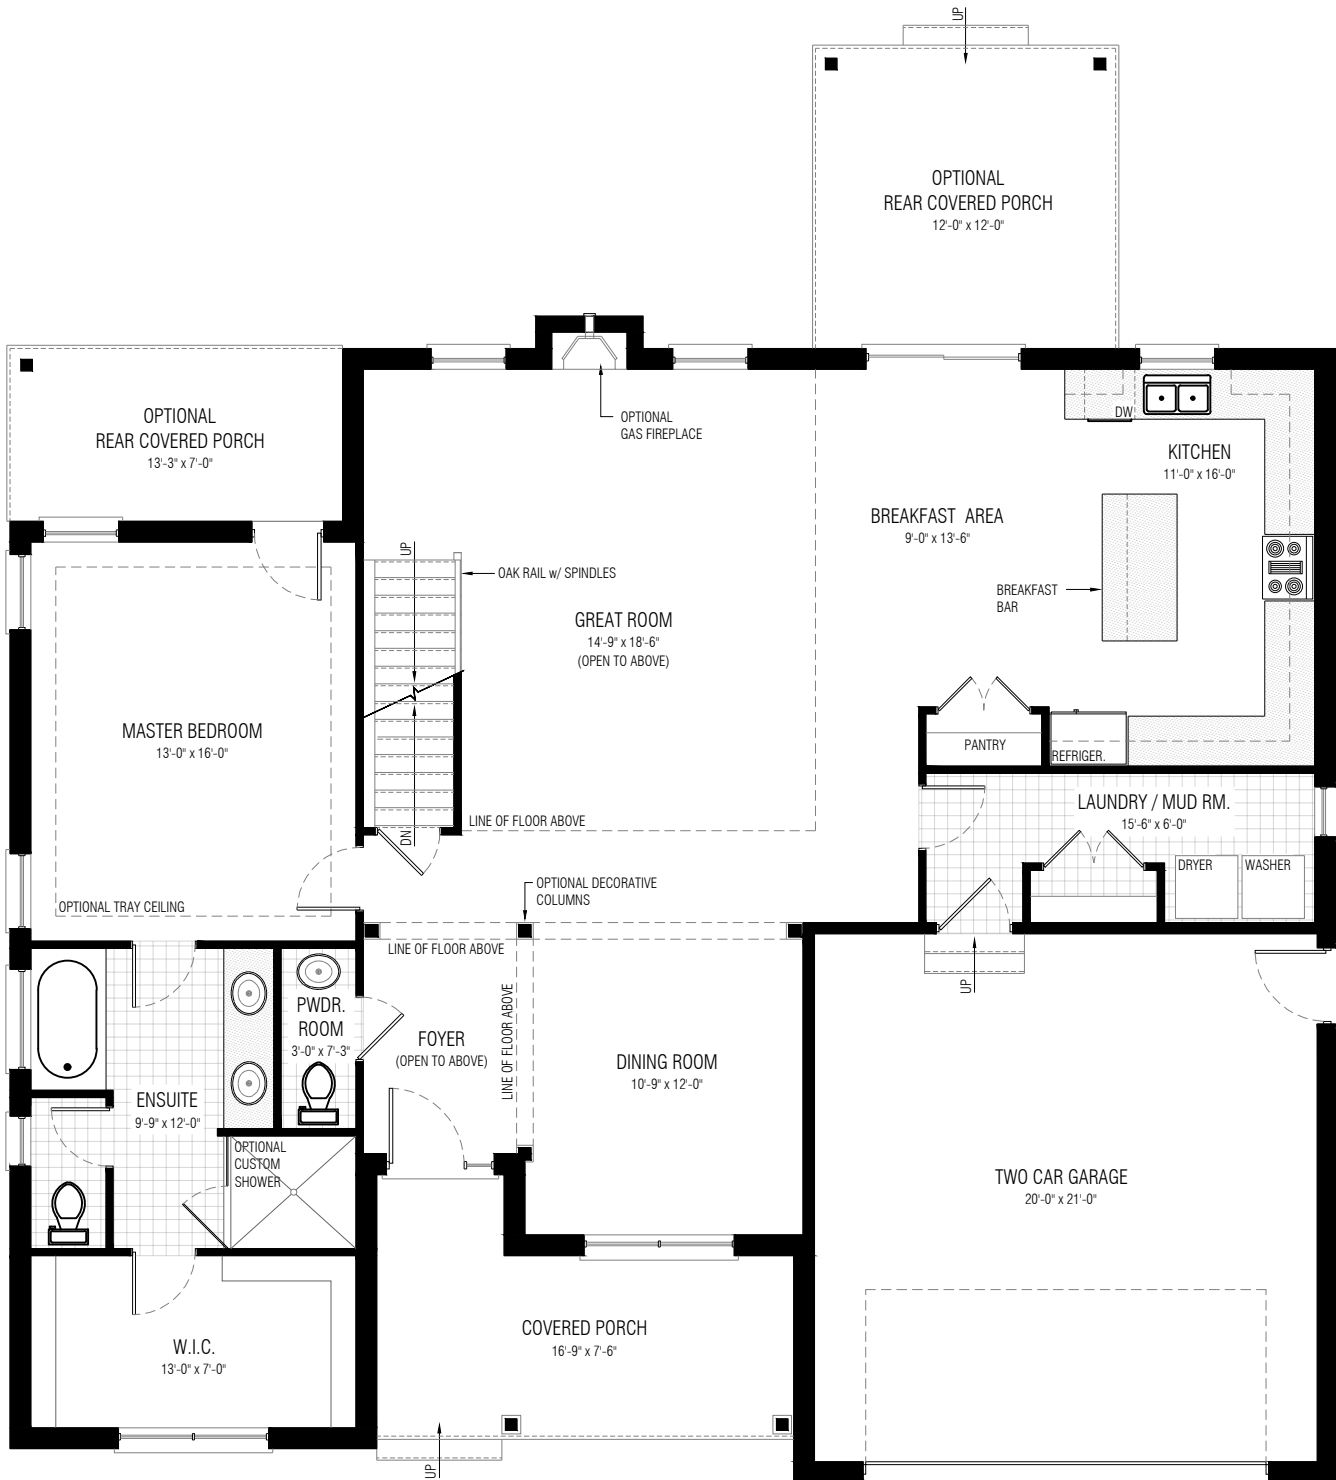 UP
OPTIONAL
REAR COVERED PORCH
12'-0" x 12'-0"
OPTIONAL
REAR COVERED PORCH
13'-3" x 7'-0"
OPTIONAL
GAS FIREPLACE
DW
KITCHEN
11'-0" x 16'-0"
BREAKFAST AREA
9'-0" x 13'-6"
UP
OAK RAIL w/ SPINDLES
BREAKFAST
BAR
GREAT ROOM
14'-9" x 18'-6"
(OPEN TO ABOVE)
MASTER BEDROOM
13'-0" x 16'-0"
PANTRY
REFRIGER.
LAUNDRY / MUD RM.
15'-6" x 6'-0"
LINE OF FLOOR ABOVE
DN
DRYER
WASHER
OPTIONAL DECORATIVE
COLUMNS
OPTIONAL TRAY CEILING
LINE OF FLOOR ABOVE
UP
PWDR.
ROOM
3'-0" x 7'-3"
FOYER
(OPEN TO ABOVE)
LINE OF FLOOR ABOVE
DINING ROOM
10'-9" x 12'-0"
ENSUITE
9'-9" x 12'-0"
OPTIONAL
CUSTOM
SHOWER
TWO CAR GARAGE
20'-0" x 21'-0"
COVERED PORCH
16'-9" x 7'-6"
W.I.C.
13'-0" x 7'-0"
UP